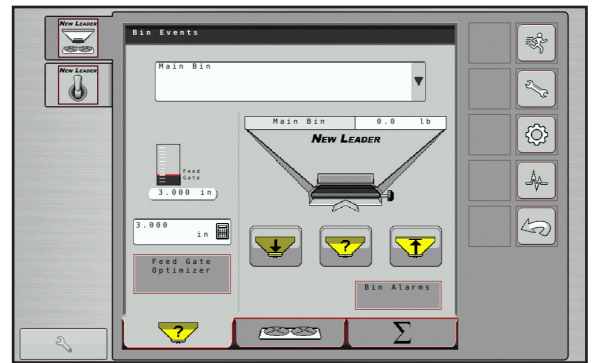 NEW LEADER
NEW LEADER
Bin Events
Main Bin
Main Bin 0.0 lb
NEW LEADER
Feed
Gate
3.000 in
3.000
in
Feed Gate
Optimizer
?
Bin Alarms
?
Σ